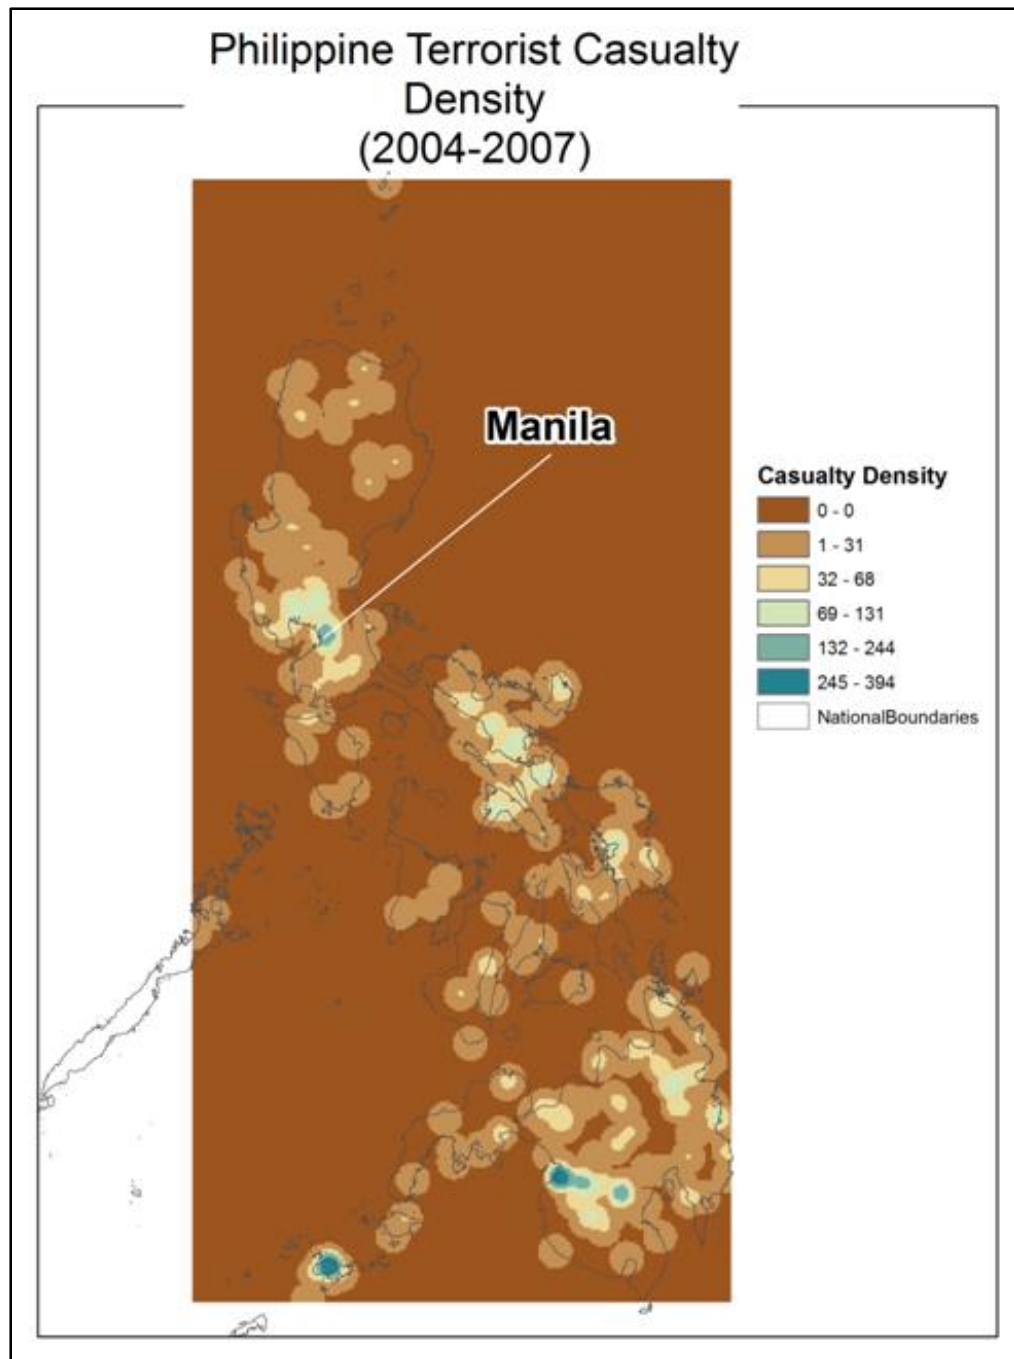 Philippine Terrorist Casualty
Density
(2004-2007)
Manila
Casualty Density
0 - 0
1 - 31
32 - 68
69 - 131
132 - 244
245 - 394
NationalBoundaries